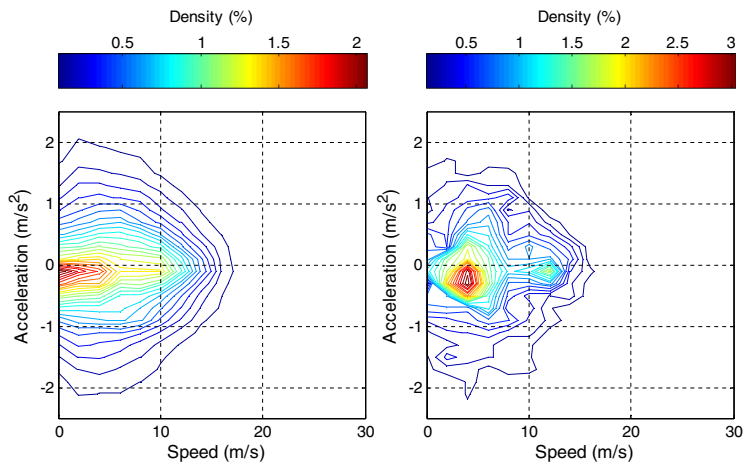 Density (%)
0.5 1 1.5 2
Density (%)
0.5 1 1.5 2 2.5 3
2
1
0
-1
-2
Acceleration (m/s²)
0 10 20 30
Speed (m/s)
2
1
0
-1
-2
Acceleration (m/s²)
0 10 20 30
Speed (m/s)